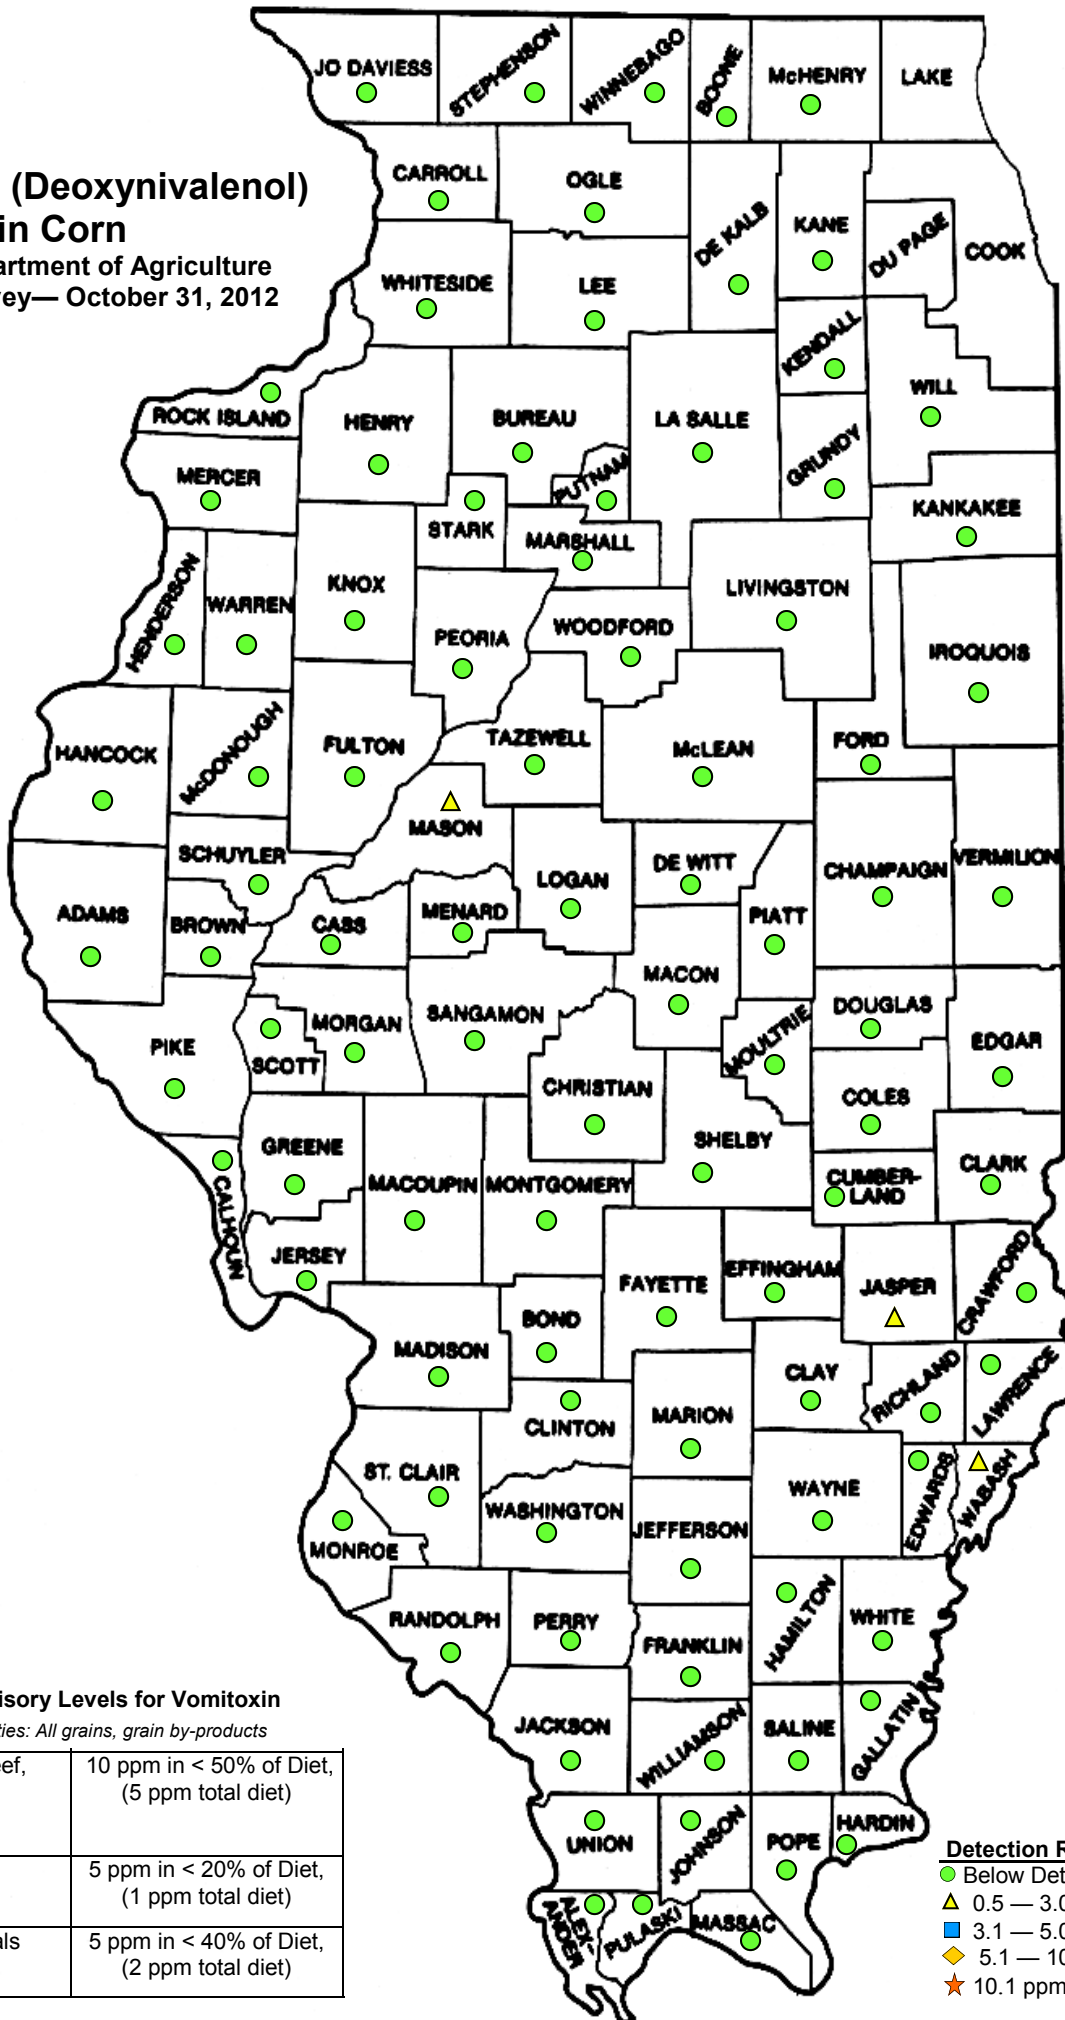 JO DAVIESS
STEPHENSON
WINNEBAGO
BOONE
McHENRY
LAKE
(Deoxynivalenol)
in Corn
artment of Agriculture
vey— October 31, 2012
CARROLL
OGLE
DE KALB
KANE
DU PAGE
COOK
WHITESIDE
LEE
KENDALL
WILL
ROCK ISLAND
HENRY
BUREAU
LA SALLE
GRUNDY
MERCER
PUTNAM
KANKAKEE
STARK
MARSHALL
HENDERSON
WARREN
KNOX
LIVINGSTON
PEORIA
WOODFORD
IROQUOIS
HANCOCK
McDONOUGH
FULTON
TAZEWELL
McLEAN
FORD
MASON
SCHUYLER
LOGAN
DE WITT
CHAMPAIGN
VERMILION
ADAMS
BROWN
CASS
MENARD
PIATT
MACON
PIKE
SCOTT
MORGAN
SANGAMON
MOULTRIE
DOUGLAS
EDGAR
CHRISTIAN
COLES
GREENE
SHELBY
CALHOUN
MACOUPIN
MONTGOMERY
CUMBER-
LAND
CLARK
JERSEY
FAYETTE
EFFINGHAM
JASPER
CRAWFORD
MADISON
BOND
CLAY
RICHLAND
LAWRENCE
CLINTON
MARION
ST. CLAIR
WASHINGTON
WAYNE
EDWARDS
WABASH
MONROE
JEFFERSON
RANDOLPH
PERRY
FRANKLIN
HAMILTON
WHITE
JACKSON
WILLIAMSON
SALINE
GALLATIN
UNION
JOHNSON
POPE
HARDIN
ALEX-
ANDER
PULASKI
MASSAC
isory Levels for Vomitoxin
ties: All grains, grain by-products
eef,
10 ppm in < 50% of Diet,
(5 ppm total diet)
5 ppm in < 20% of Diet,
(1 ppm total diet)
als
5 ppm in < 40% of Diet,
(2 ppm total diet)
Detection R
Below Det
0.5 — 3.0
3.1 — 5.0
5.1 — 10
10.1 ppm